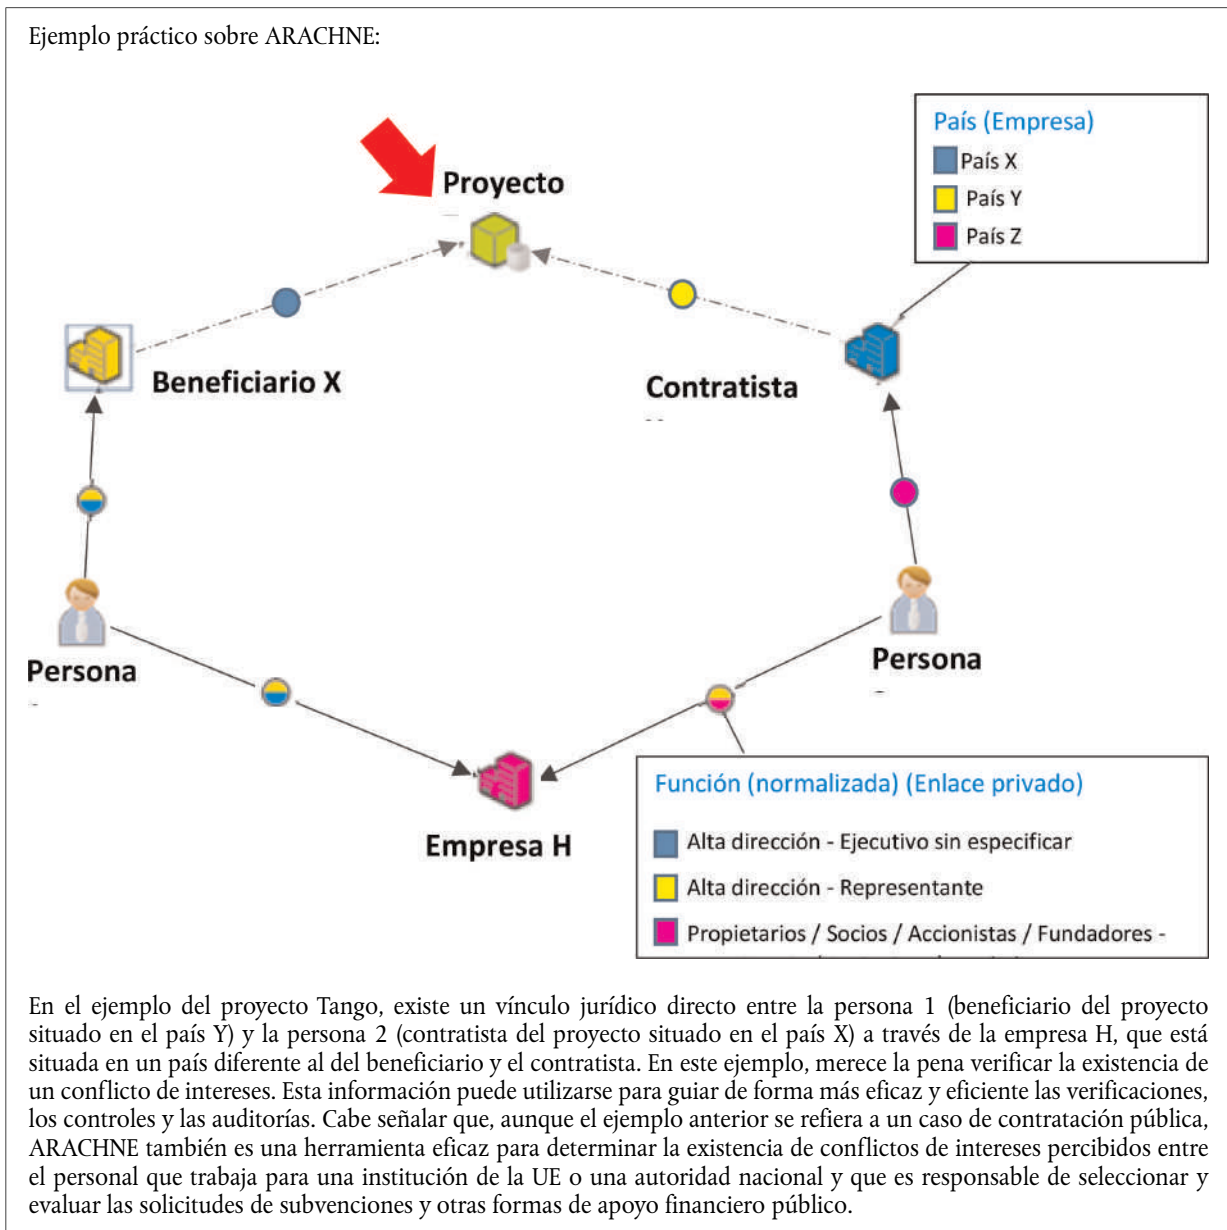 Ejemplo práctico sobre ARACHNE:
País (Empresa)
País X
País Y
País Z
Proyecto
Beneficiario X
Contratista
Persona
Persona
Empresa H
Función (normalizada) (Enlace privado)
Alta dirección - Ejecutivo sin especificar
Alta dirección - Representante
Propietarios / Socios / Accionistas / Fundadores -
En el ejemplo del proyecto Tango, existe un vínculo jurídico directo entre la persona 1 (beneficiario del proyecto
situado en el país Y) y la persona 2 (contratista del proyecto situado en el país X) a través de la empresa H, que está
situada en un país diferente al del beneficiario y el contratista. En este ejemplo, merece la pena verificar la existencia de
un conflicto de intereses. Esta información puede utilizarse para guiar de forma más eficaz y eficiente las verificaciones,
los controles y las auditorías. Cabe señalar que, aunque el ejemplo anterior se refiera a un caso de contratación pública,
ARACHNE también es una herramienta eficaz para determinar la existencia de conflictos de intereses percibidos entre
el personal que trabaja para una institución de la UE o una autoridad nacional y que es responsable de seleccionar y
evaluar las solicitudes de subvenciones y otras formas de apoyo financiero público.